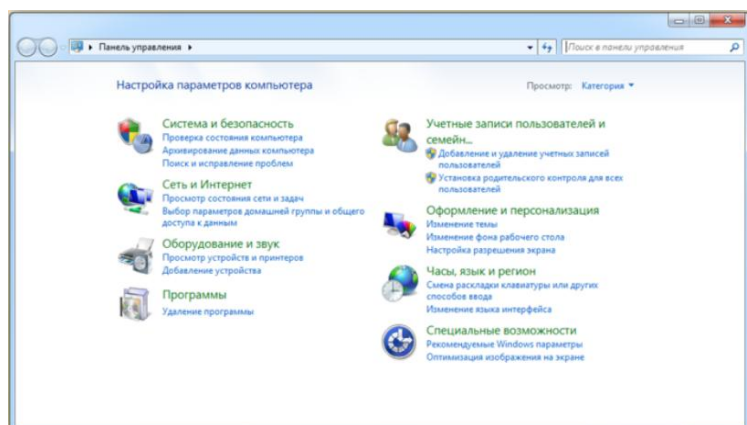 Панель управления
Поиск в панели управления
Настройка параметров компьютера
Просмотр: Категория
Система и безопасность
Проверка состояния компьютера
Архивирование данных компьютера
Поиск и исправление проблем
Сеть и Интернет
Просмотр состояния сети и задач
Выбор параметров домашней группы и общего
доступа к данным
Оборудование и звук
Просмотр устройств и принтеров
Добавление устройства
Программы
Удаление программы
Учетные записи пользователей и
семейн...
Добавление и удаление учетных записей
пользователей
Установка родительского контроля для всех
пользователей
Оформление и персонализация
Изменение темы
Изменение фона рабочего стола
Настройка разрешения экрана
Часы, язык и регион
Смена раскладки клавиатуры или других
способов ввода
Изменение языка интерфейса
Специальные возможности
Рекомендуемые Windows параметры
Оптимизация изображения на экране